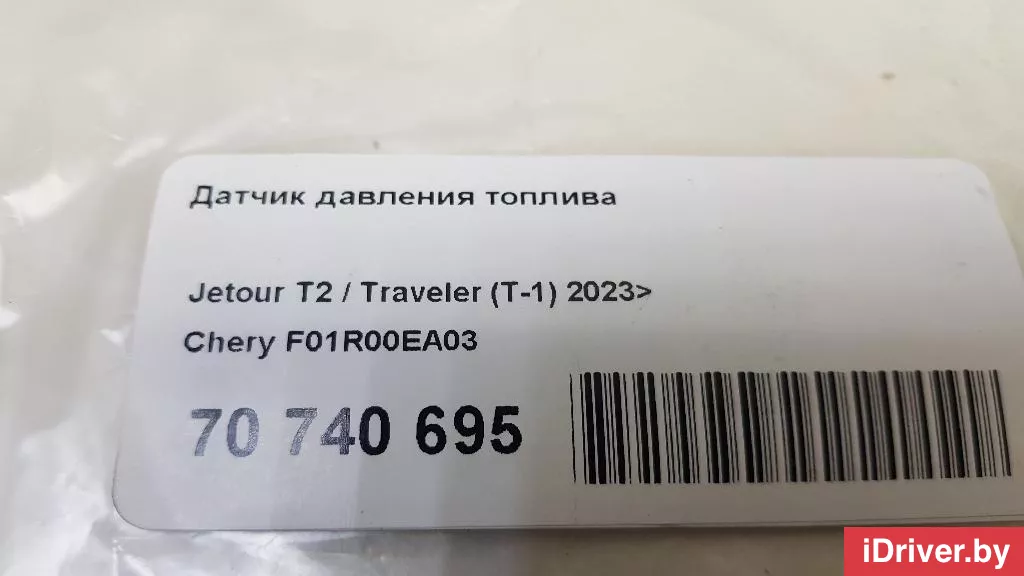 Датчик давления топлива
Jetour T2 / Traveler (T-1) 2023>
Chery F01R00EA03
70 740 695
iDriver.by